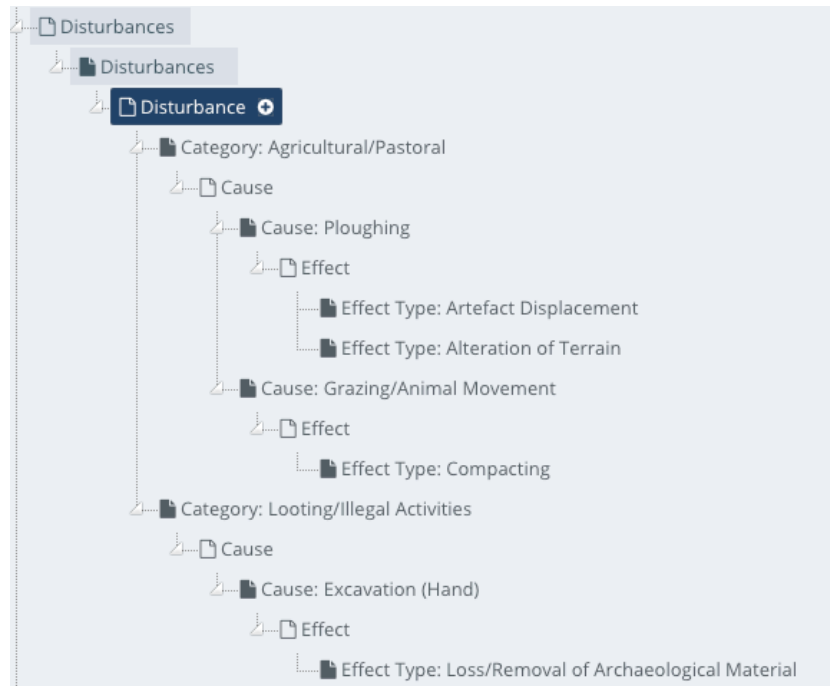 Disturbances
Disturbances
Disturbance
Category: Agricultural/Pastoral
Cause
Cause: Ploughing
Effect
Effect Type: Artefact Displacement
Effect Type: Alteration of Terrain
Cause: Grazing/Animal Movement
Effect
Effect Type: Compacting
Category: Looting/Illegal Activities
Cause
Cause: Excavation (Hand)
Effect
Effect Type: Loss/Removal of Archaeological Material